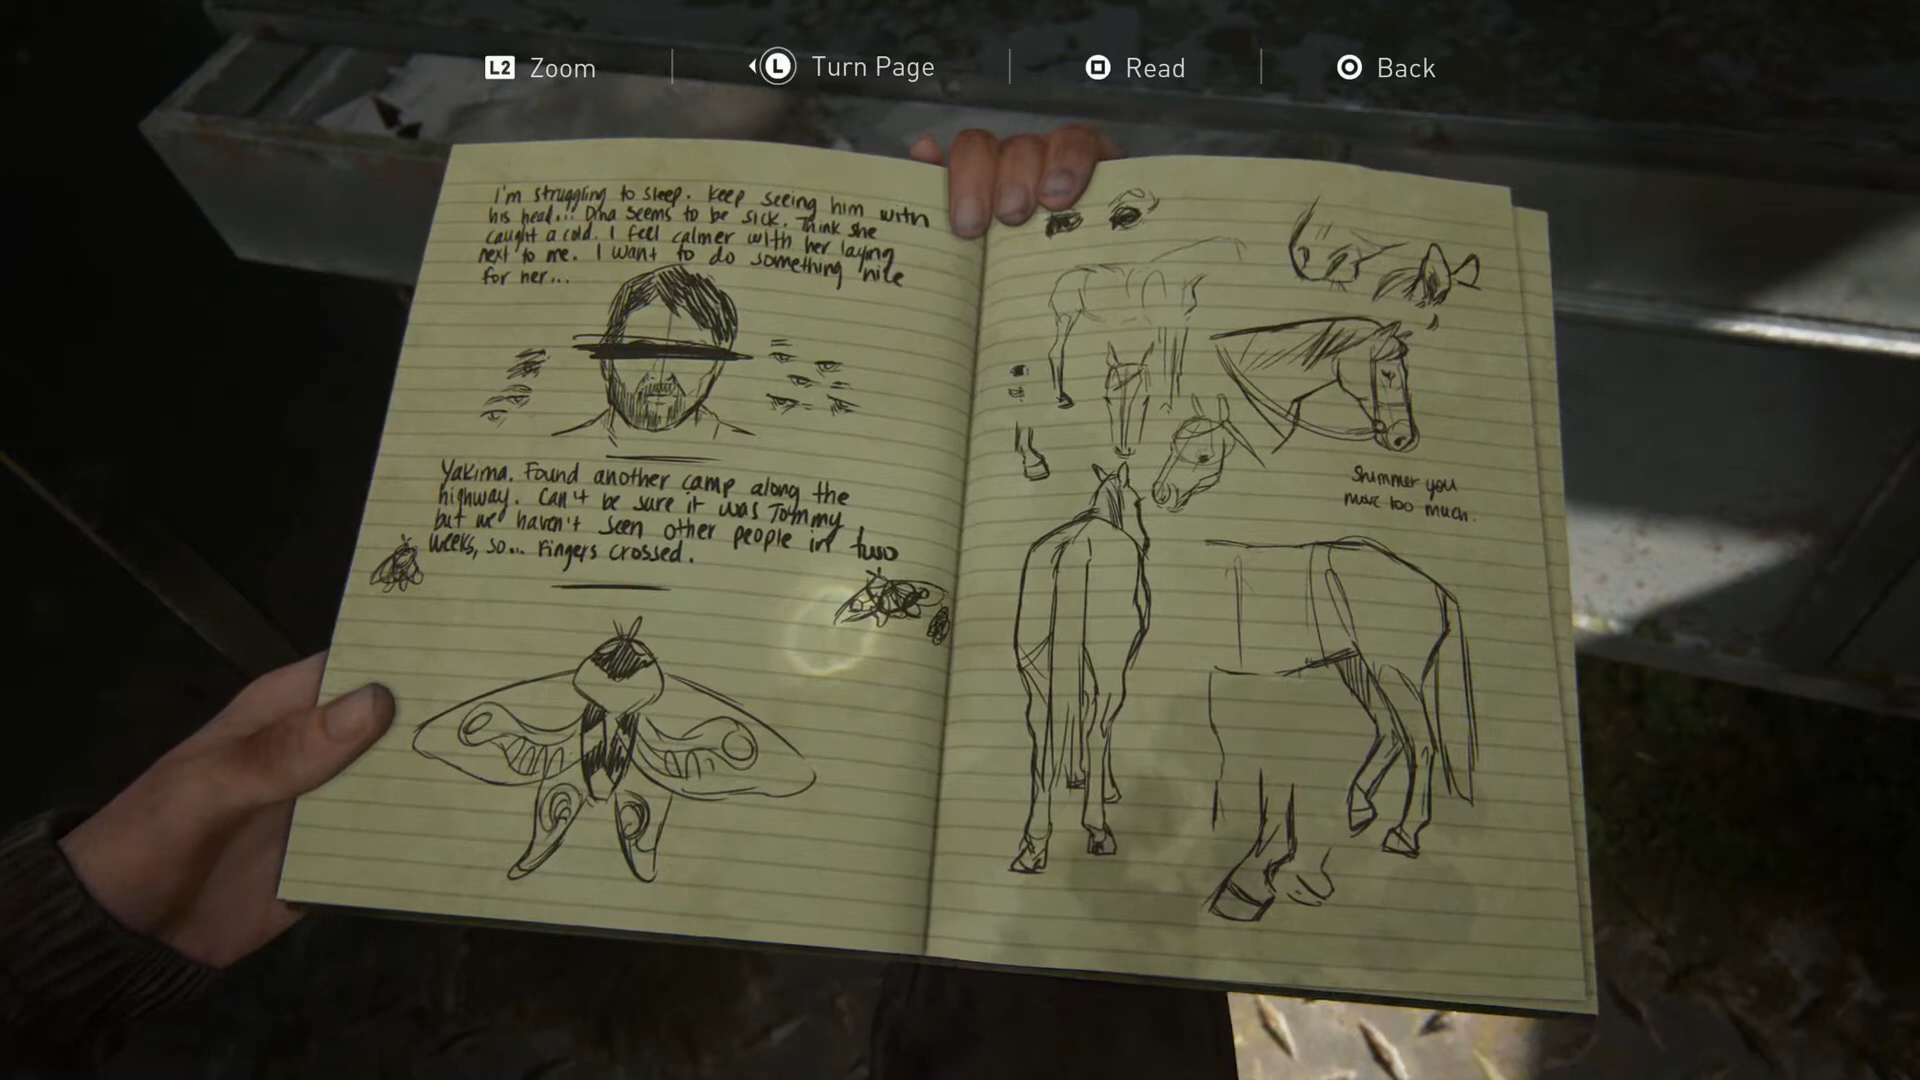 L2 Zoom
L Turn Page
Read
Back
I'm struggling to sleep. Keep seeing him with
his head... Dina seems to be sick. Think she
caught a cold. I feel calmer with her laying
next to me. I want to do something nice
for her...
Yakima. Found another camp along the
highway. Can't be sure it was Tommy
but we haven't seen other people in two
weeks, so... Fingers crossed.
Shimmer you
move too much.